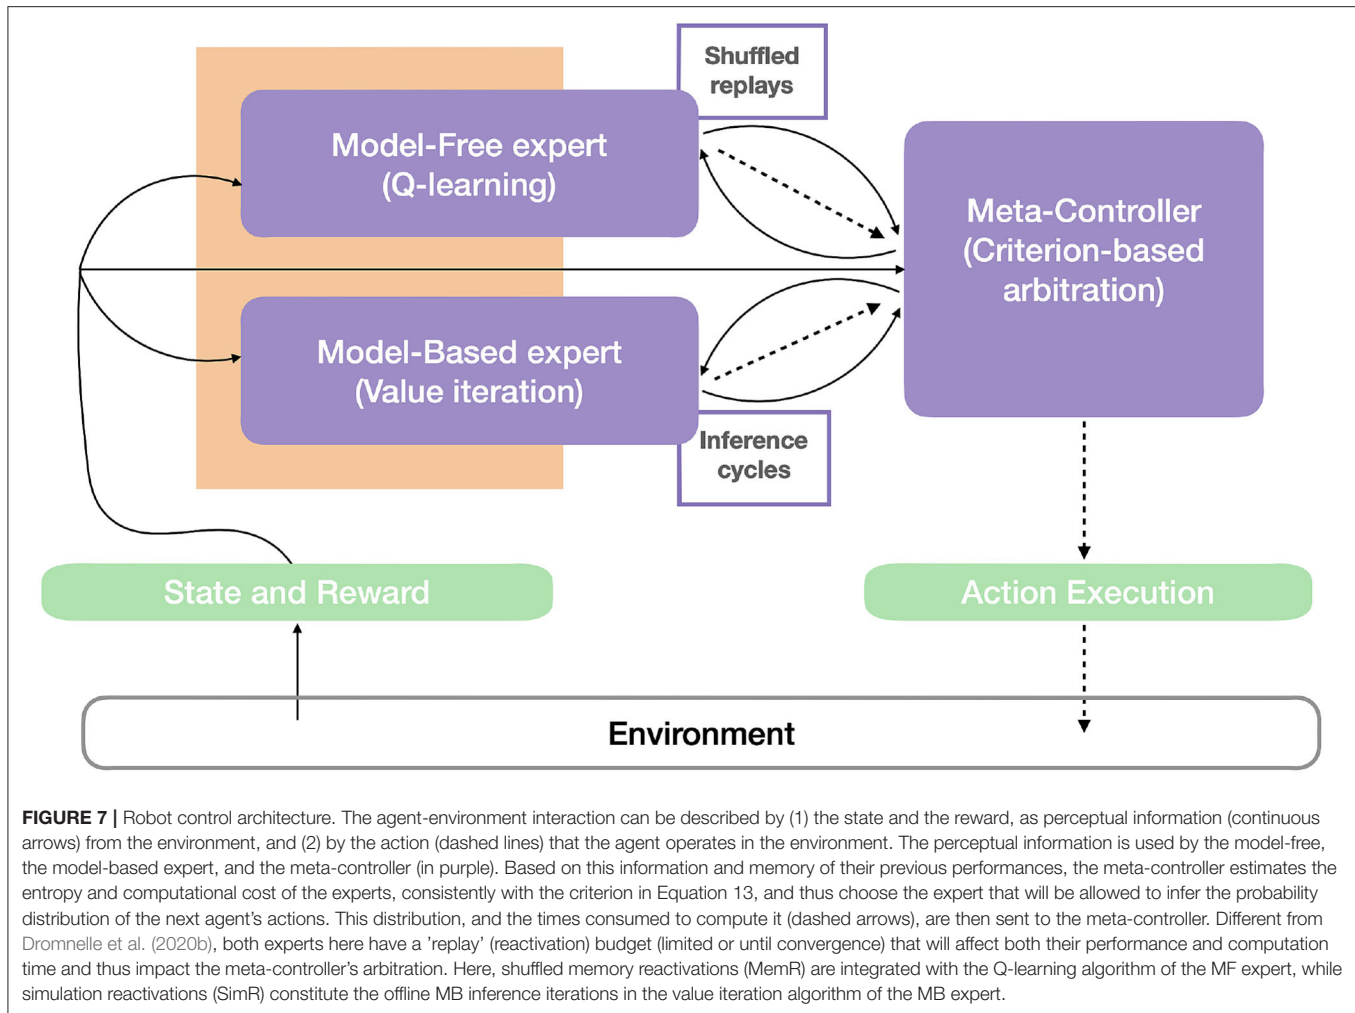 Shuffled
replays
Model-Free expert
(Q-learning)
Meta-Controller
(Criterion-based
arbitration)
Model-Based expert
(Value iteration)
Inference
cycles
State and Reward
Action Execution
Environment
FIGURE 7 | Robot control architecture. The agent-environment interaction can be described by (1) the state and the reward, as perceptual information (continuous
arrows) from the environment, and (2) by the action (dashed lines) that the agent operates in the environment. The perceptual information is used by the model-free,
the model-based expert, and the meta-controller (in purple). Based on this information and memory of their previous performances, the meta-controller estimates the
entropy and computational cost of the experts, consistently with the criterion in Equation 13, and thus choose the expert that will be allowed to infer the probability
distribution of the next agent's actions. This distribution, and the times consumed to compute it (dashed arrows), are then sent to the meta-controller. Different from
Dromnelle et al. (2020b), both experts here have a 'replay' (reactivation) budget (limited or until convergence) that will affect both their performance and computation
time and thus impact the meta-controller's arbitration. Here, shuffled memory reactivations (MemR) are integrated with the Q-learning algorithm of the MF expert, while
simulation reactivations (SimR) constitute the offline MB inference iterations in the value iteration algorithm of the MB expert.